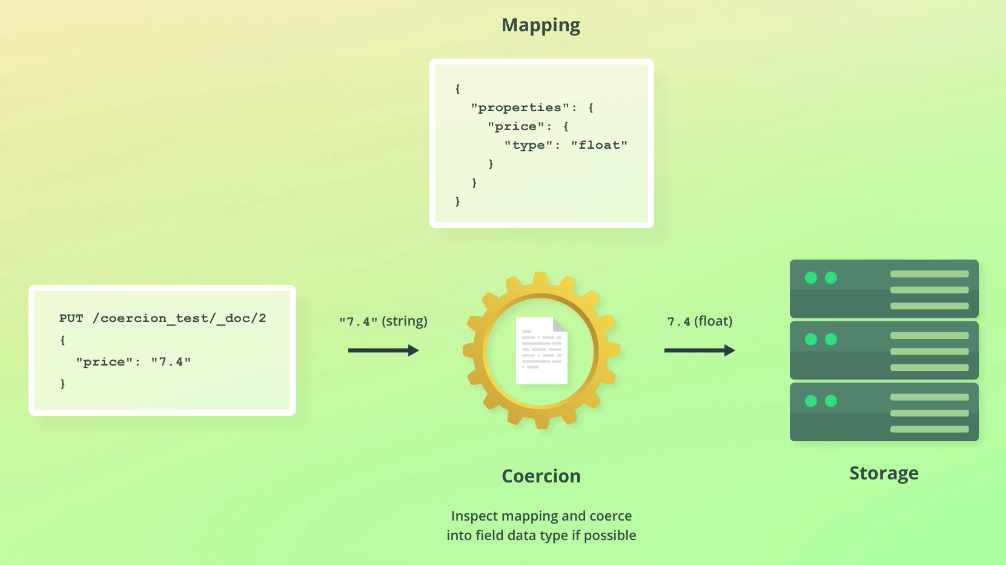 Mapping
{
  "properties": {
    "price": {
      "type": "float"
    }
  }
}
PUT /coercion_test/_doc/2
{
  "price": "7.4"
}
"7.4" (string)
7.4 (float)
Coercion
Inspect mapping and coerce
into field data type if possible
Storage